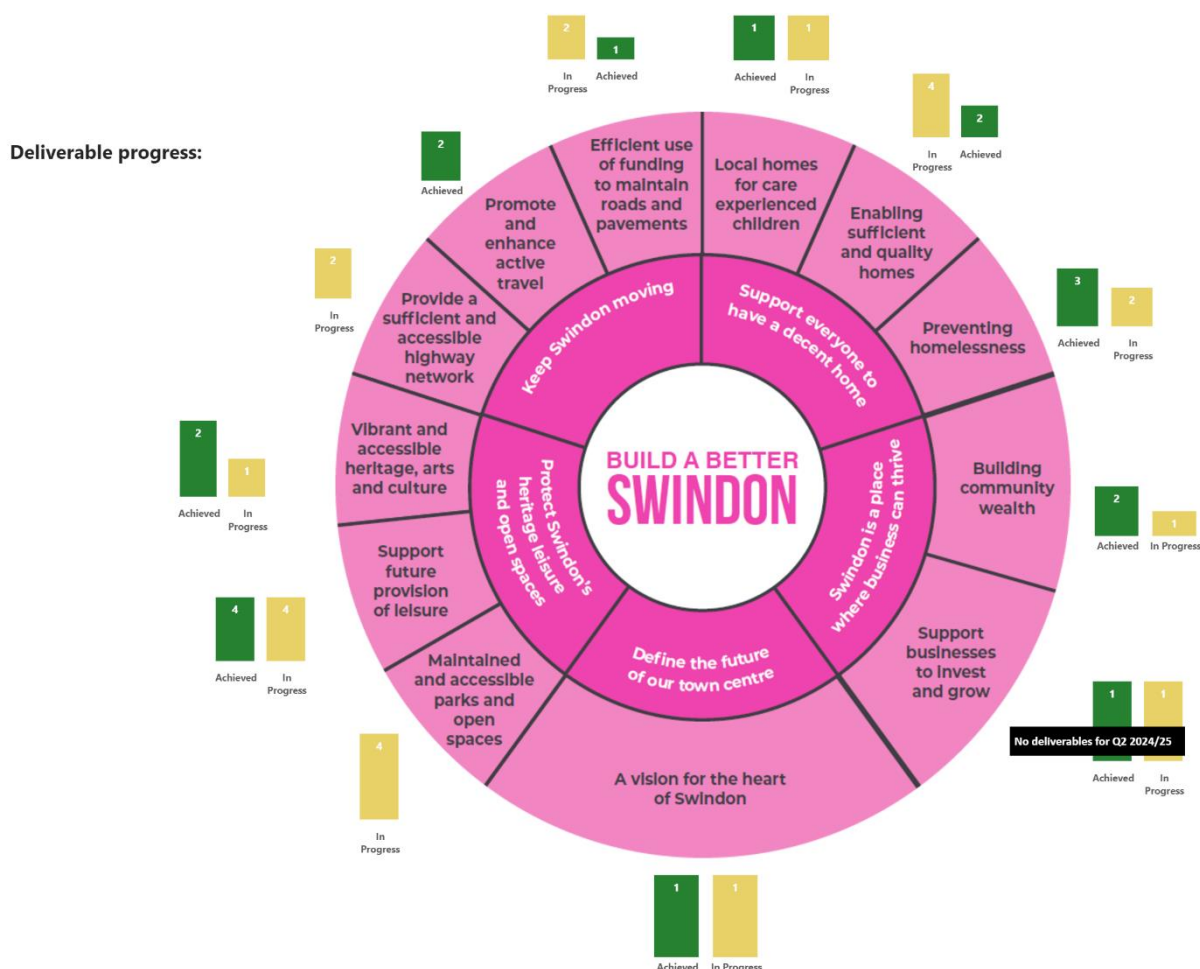 Deliverable progress:
2
In
Progress
1
Achieved
1
Achieved
1
In
Progress
4
In
Progress
2
Achieved
3
Achieved
2
In
Progress
2
Achieved
1
In Progress
1
Achieved
1
In
Progress
No deliverables for Q2 2024/25
1
Achieved
1
In Progress
4
In
Progress
4
Achieved
4
In
Progress
2
Achieved
1
In
Progress
2
In
Progress
2
Achieved
Efficient use
of funding
to maintain
roads and
pavements
Local homes
for care
experienced
children
Enabling
sufficient
and quality
homes
Preventing
homelessness
Building
community
wealth
Support
businesses
to invest
and grow
A vision for the heart
of Swindon
Maintained
and accessible
parks and
open
spaces
Support
future
provision
of leisure
Vibrant and
accessible
heritage, arts
and culture
Provide a
sufficient and
accessible
highway
network
Promote
and
enhance
active
travel
Keep Swindon moving
Support everyone to
have a decent home
Swindon is a place
where business can thrive
Define the future
of our town centre
Protect Swindon's
heritage leisure
and open spaces
BUILD A BETTER
SWINDON